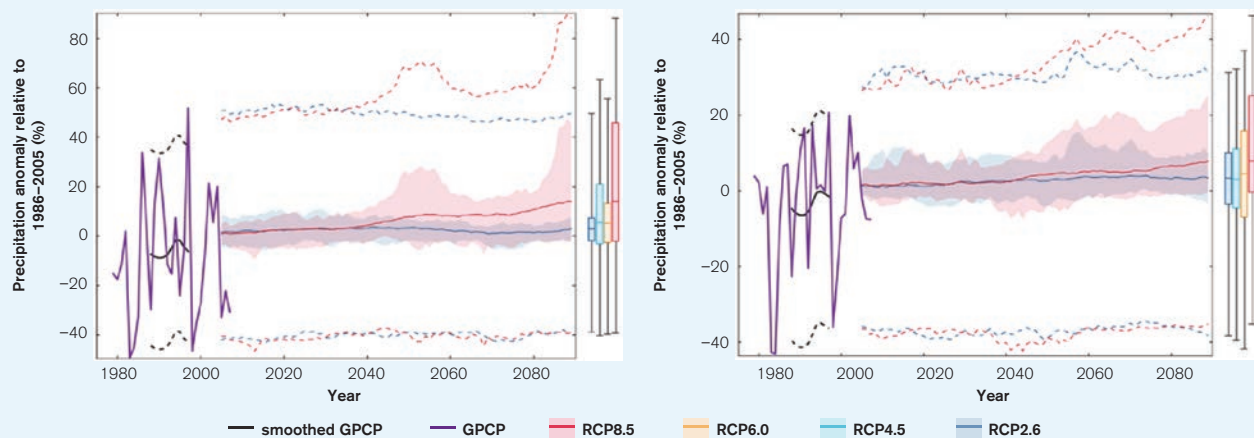 Precipitation anomaly relative to
1986–2005 (%)
80
60
40
20
0
−20
−40
1980
2000
2020
2040
2060
2080
Year
Precipitation anomaly relative to
1986–2005 (%)
40
20
0
−20
−40
1980
2000
2020
2040
2060
2080
Year
smoothed GPCP
GPCP
RCP8.5
RCP6.0
RCP4.5
RCP2.6